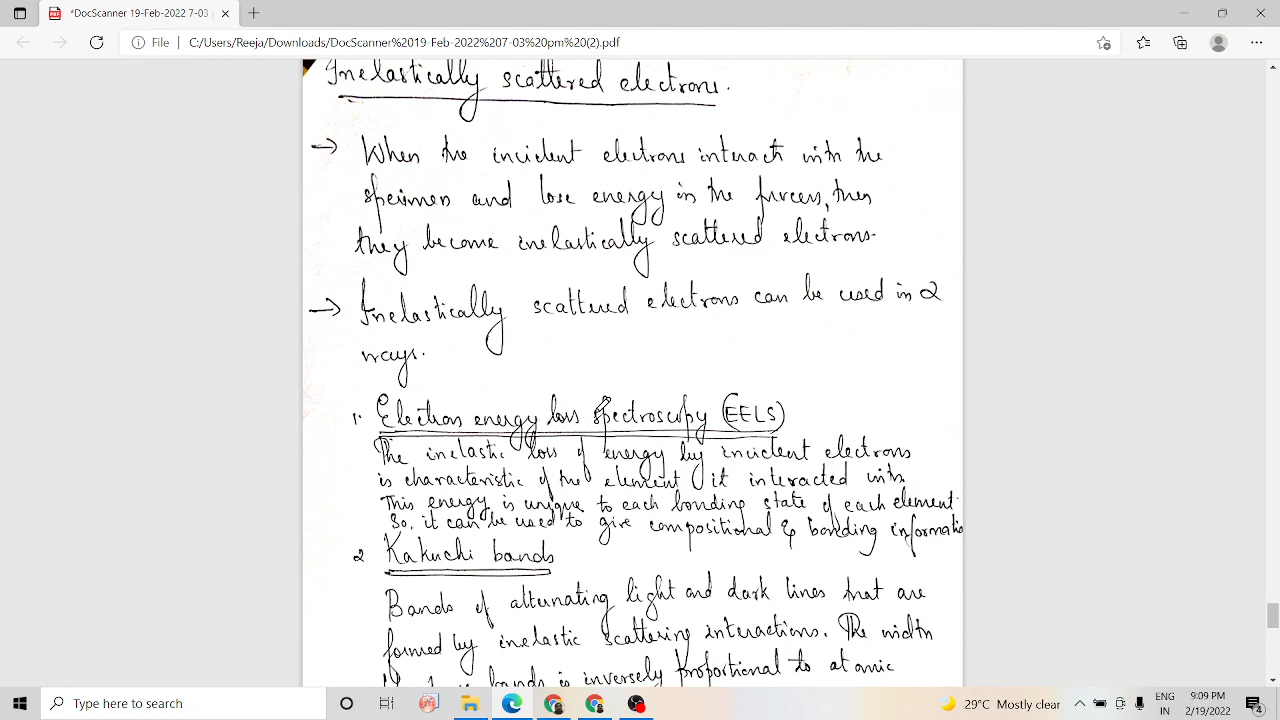 *DocScanner 19-Feb-2022 7-03
File C:/Users/Reeja/Downloads/DocScanner%2019-Feb-2022%207-03%20pm%20(2).pdf
Inelastically scattered electrons.
→ When the incident electrons interact with the
specimen and lose energy in the process, then
they become inelastically scattered electrons.
→ Inelastically scattered electrons can be used in 2
ways.
1. Electron energy loss spectroscopy (EELS)
The inelastic loss of energy by incident electrons
is characteristic of the element it interacted with.
This energy is unique to each bonding state of each element.
So, it can be used to give compositional & bonding informatio
2 Kakuchi bands
Bands of alternating light and dark lines that are
formed by inelastic scattering interactions. The width
bands is inversely proportional to atomic
Type here to search
29°C Mostly clear
ENG
IN
9:09 PM
2/19/2022
4